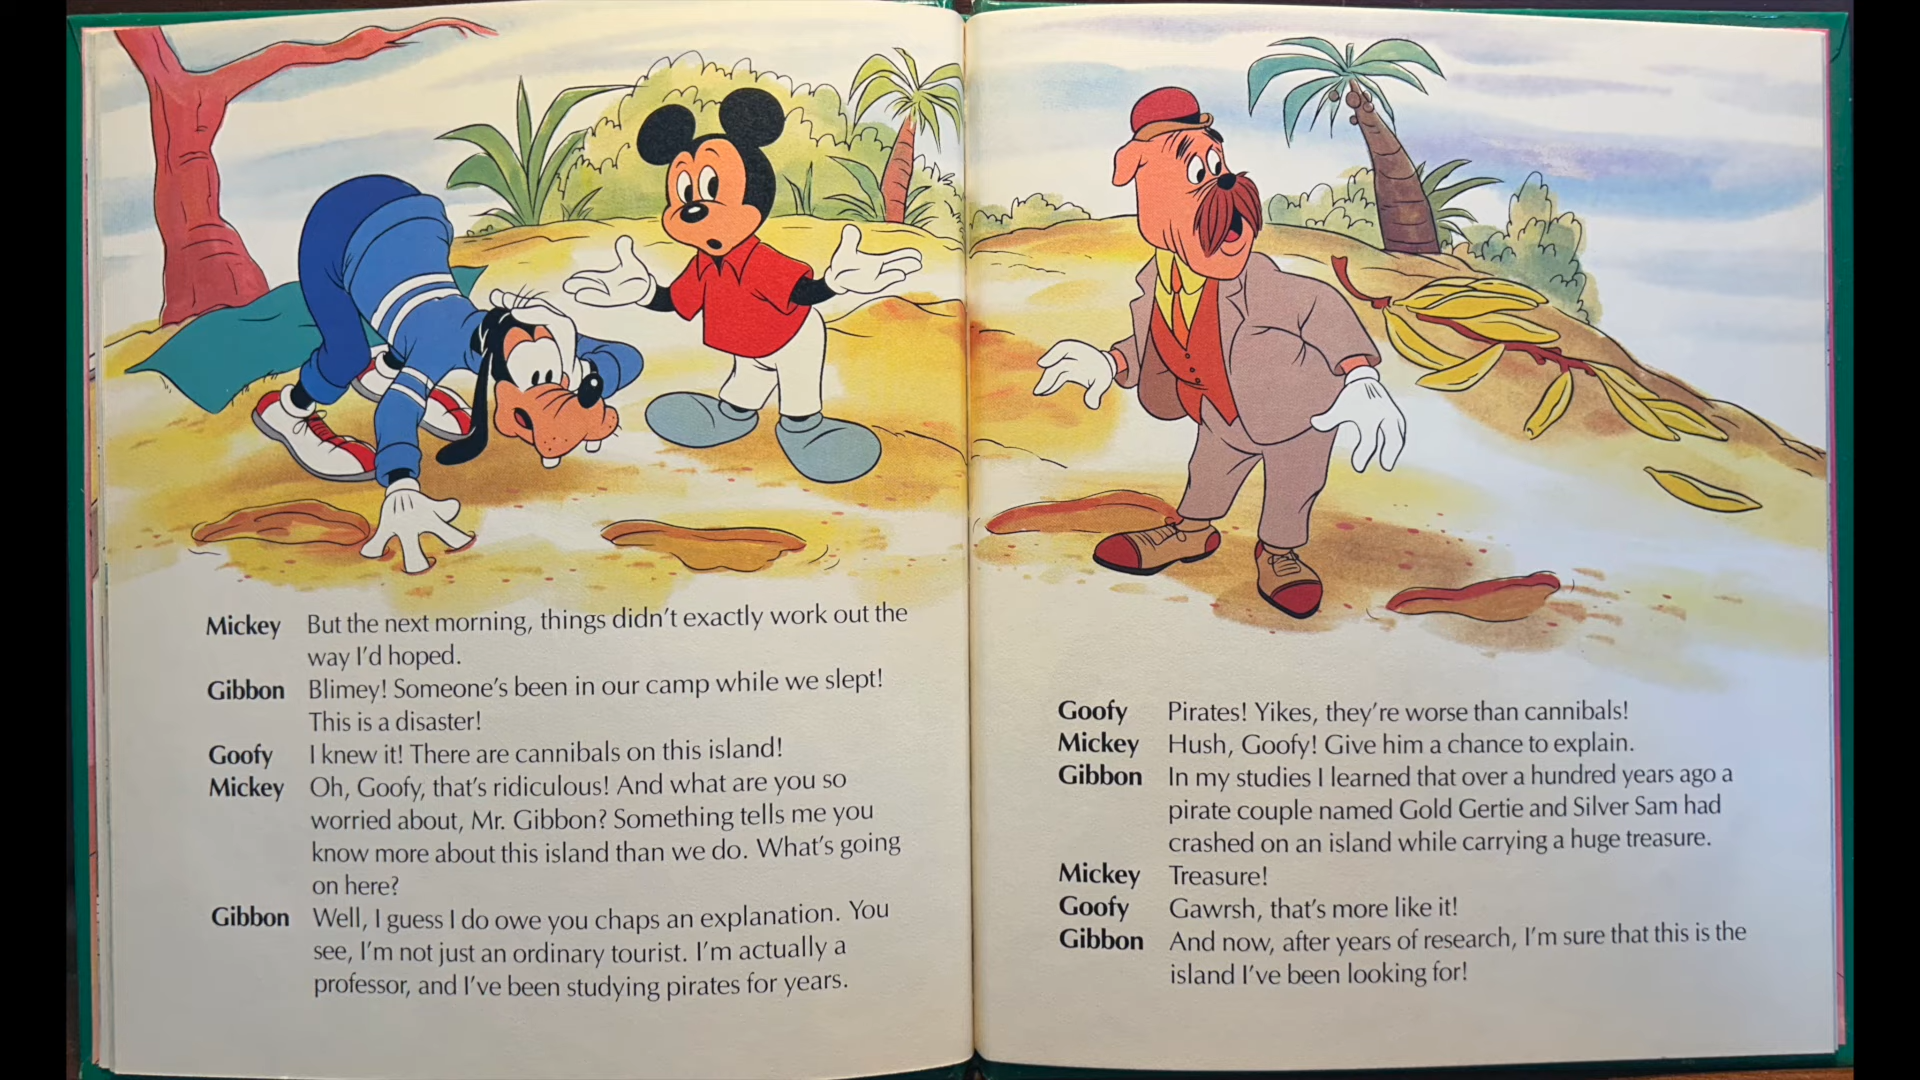 Mickey But the next morning, things didn't exactly work out the
way I'd hoped.
Gibbon Blimey! Someone's been in our camp while we slept!
This is a disaster!
Goofy I knew it! There are cannibals on this island!
Mickey Oh, Goofy, that's ridiculous! And what are you so
worried about, Mr. Gibbon? Something tells me you
know more about this island than we do. What's going
on here?
Gibbon Well, I guess I do owe you chaps an explanation. You
see, I'm not just an ordinary tourist. I'm actually a
professor, and I've been studying pirates for years.
Goofy Pirates! Yikes, they're worse than cannibals!
Mickey Hush, Goofy! Give him a chance to explain.
Gibbon In my studies I learned that over a hundred years ago a
pirate couple named Gold Gertie and Silver Sam had
crashed on an island while carrying a huge treasure.
Mickey Treasure!
Goofy Gawrsh, that's more like it!
Gibbon And now, after years of research, I'm sure that this is the
island I've been looking for!